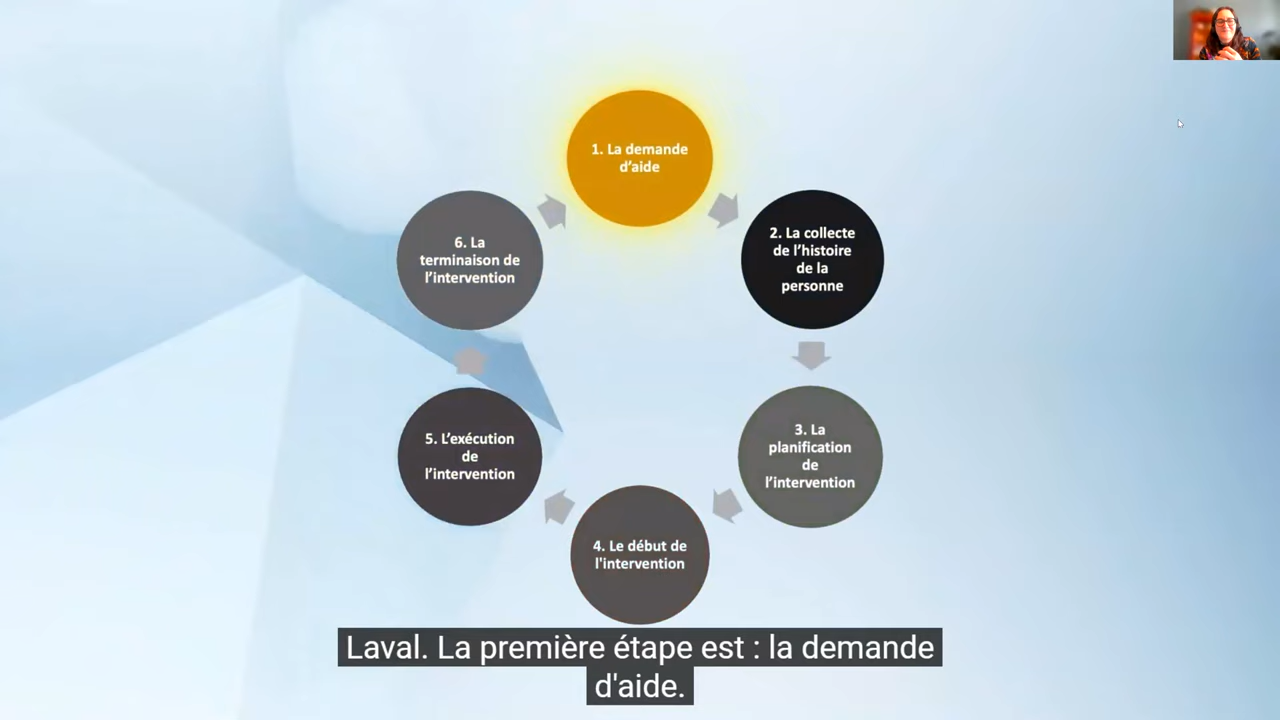 1. La demande
d’aide
2. La collecte
de l’histoire
de la
personne
3. La
planification
de
l’intervention
4. Le début de
l'intervention
5. L’exécution
de
l’intervention
6. La
terminaison de
l’intervention
Laval. La première étape est : la demande
d'aide.